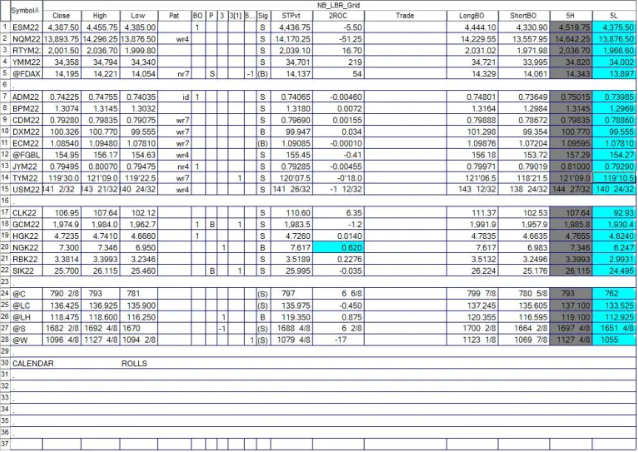 NB_LBR_Grid
Symbol Close High Low Pat BO P 3 3[1] 5... Sig STPvt 2ROC Trade LongBO ShortBO 5H 5L
1 ESM22 4,387.50 4,455.75 4,385.00 1 S 4,436.75 -5.50 4,474.90 4,330.90 4,519.75 4,375.50
2 NQM22 13,893.75 14,296.25 13,876.50 wr4 S 14,170.25 -51.25 14,229.55 13,557.95 14,642.25 13,876.50
3 RTYM2 2,001.50 2,036.70 1,999.80 S 2,039.10 16.70 2,031.02 1,971.98 2,036.70 1,966.60
4 YMM22 34,358 34,794 34,340 S 34,701 219 34,721 33,995 34,820 34,002
5 @FDAX 14,195 14,221 14,054 nr7 S -1 (B) 14,137 54 14,329 14,061 14,343 13,897
6
7 ADM22 0.74225 0.74755 0.74035 id 1 S 0.74065 -0.00460 0.74801 0.73649 0.75015 0.73985
8 BPM22 1.3074 1.3145 1.3032 S 1.3180 0.0072 1.3164 1.2984 1.3145 1.2969
9 CDM22 0.79280 0.79835 0.79075 wr7 S 0.79690 0.00155 0.79888 0.78672 0.79835 0.78860
10 DXM22 100.326 100.770 99.555 wr7 B 99.947 0.034 101.298 99.354 100.770 99.555
11 ECM22 1.08540 1.09480 1.07810 wr7 (B) 1.09085 -0.00010 1.09876 1.07204 1.09595 1.07810
12 @FGBL 154.95 156.17 154.63 wr4 S 155.45 -0.41 156.18 153.72 157.29 154.27
13 JYM22 0.79495 0.80070 0.79475 nr4 1 S 0.79285 -0.00455 0.79971 0.79019 0.81000 0.79290
14 TYM22 119'30.0 121'09.0 119'22.5 wr7 1 S 120'07.5 -0'18.0 121'06.5 118'21.5 121'09.0 119'10.5
15 USM22 141 2/32 143 21/32 140 24/32 wr4 S 141 26/32 -1 12/32 143 12/32 138 24/32 144 27/32 140 24/32
16
17 CLK22 106.95 107.64 102.12 S 110.60 6.35 111.37 102.53 107.64 92.93
18 GCM22 1,974.9 1,984.0 1,962.7 1 B 1 S 1,983.5 -1.2 1,991.9 1,957.9 1,985.8 1,930.4
19 HGK22 4.7235 4.7410 4.6660 1 S 4.7280 0.0140 4.7835 4.6635 4.7655 4.6240
20 NGK22 7.300 7.346 6.950 3 B 7.617 0.620 7.617 6.983 7.346 6.247
21 RBK22 3.3814 3.3993 3.2346 S 3.5189 0.2276 3.5132 3.2496 3.3993 2.9931
22 SIK22 25.700 26.115 25.460 B 1 S 25.995 -0.035 26.224 25.176 26.115 24.495
23
24 @C 790 2/8 793 781 (S) 797 6 6/8 799 7/8 780 5/8 793 762
25 @LC 136.425 136.925 135.900 (S) 135.975 -0.450 137.245 135.605 137.100 133.525
26 @LH 118.475 118.600 116.250 3 B 119.350 0.875 120.355 116.595 119.100 112.925
27 @S 1682 2/8 1692 4/8 1670 -1 (S) 1688 4/8 6 2/8 1700 2/8 1664 2/8 1697 4/8 1651 4/8
28 @W 1096 4/8 1127 4/8 1094 2/8 1 (S) 1079 4/8 -17 1123 1/8 1069 7/8 1127 4/8 1055
29
30 CALENDAR ROLLS
31
32
33
34
35
36
37